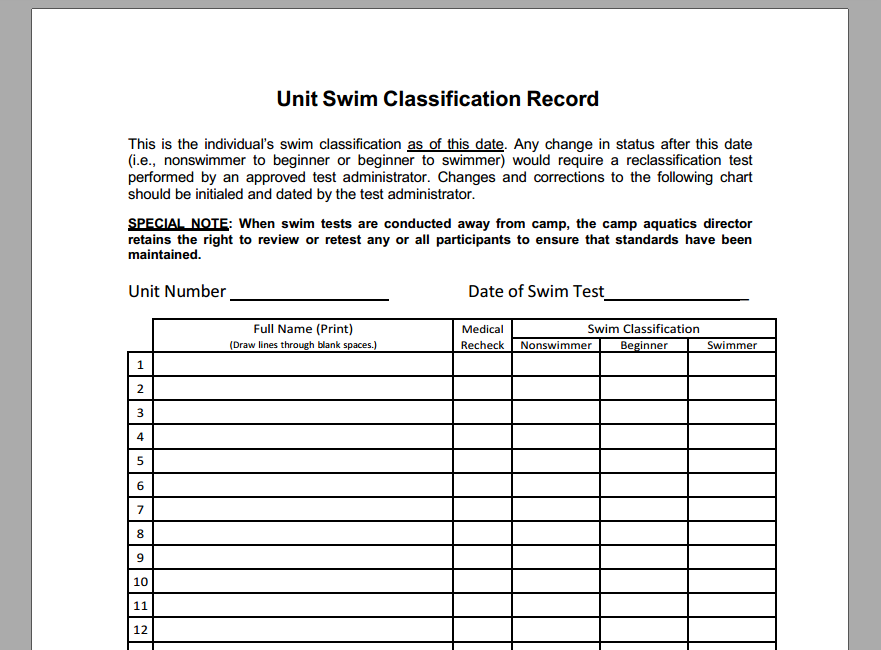 Unit Swim Classification Record
This is the individual's swim classification as of this date. Any change in status after this date
(i.e., nonswimmer to beginner or beginner to swimmer) would require a reclassification test
performed by an approved test administrator. Changes and corrections to the following chart
should be initialed and dated by the test administrator.
SPECIAL NOTE: When swim tests are conducted away from camp, the camp aquatics director
retains the right to review or retest any or all participants to ensure that standards have been
maintained.
Unit Number _________________ Date of Swim Test_______________
Full Name (Print) Medical Swim Classification
(Draw lines through blank spaces.) Recheck Nonswimmer Beginner Swimmer
1
2
3
4
5
6
7
8
9
10
11
12